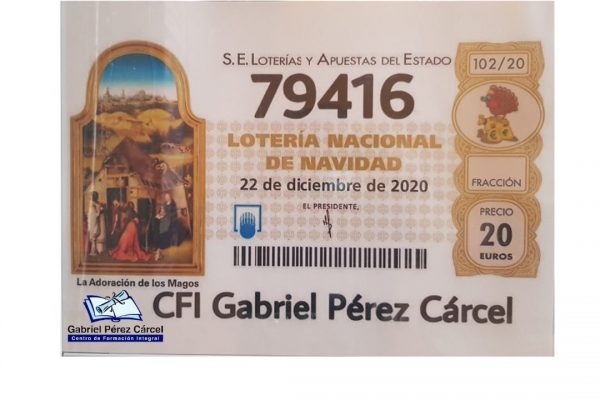 S.E. LOTERÍAS Y APUESTAS DEL ESTADO
79416
LOTERÍA NACIONAL
DE NAVIDAD
22 de diciembre de 2020
EL PRESIDENTE,
102/20
FRACCIÓN
PRECIO
20
EUROS
La Adoración de los Magos
CFI Gabriel Pérez Cárcel
Gabriel Pérez Cárcel
Centro de Formación Integral